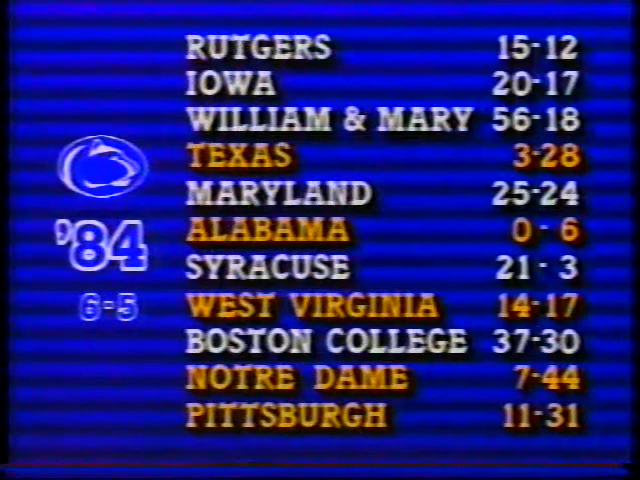 RUTGERS 15-12
IOWA 20-17
WILLIAM & MARY 56-18
TEXAS 3-28
MARYLAND 25-24
'84
ALABAMA 0-6
SYRACUSE 21-3
6-5
WEST VIRGINIA 14-17
BOSTON COLLEGE 37-30
NOTRE DAME 7-44
PITTSBURGH 11-31